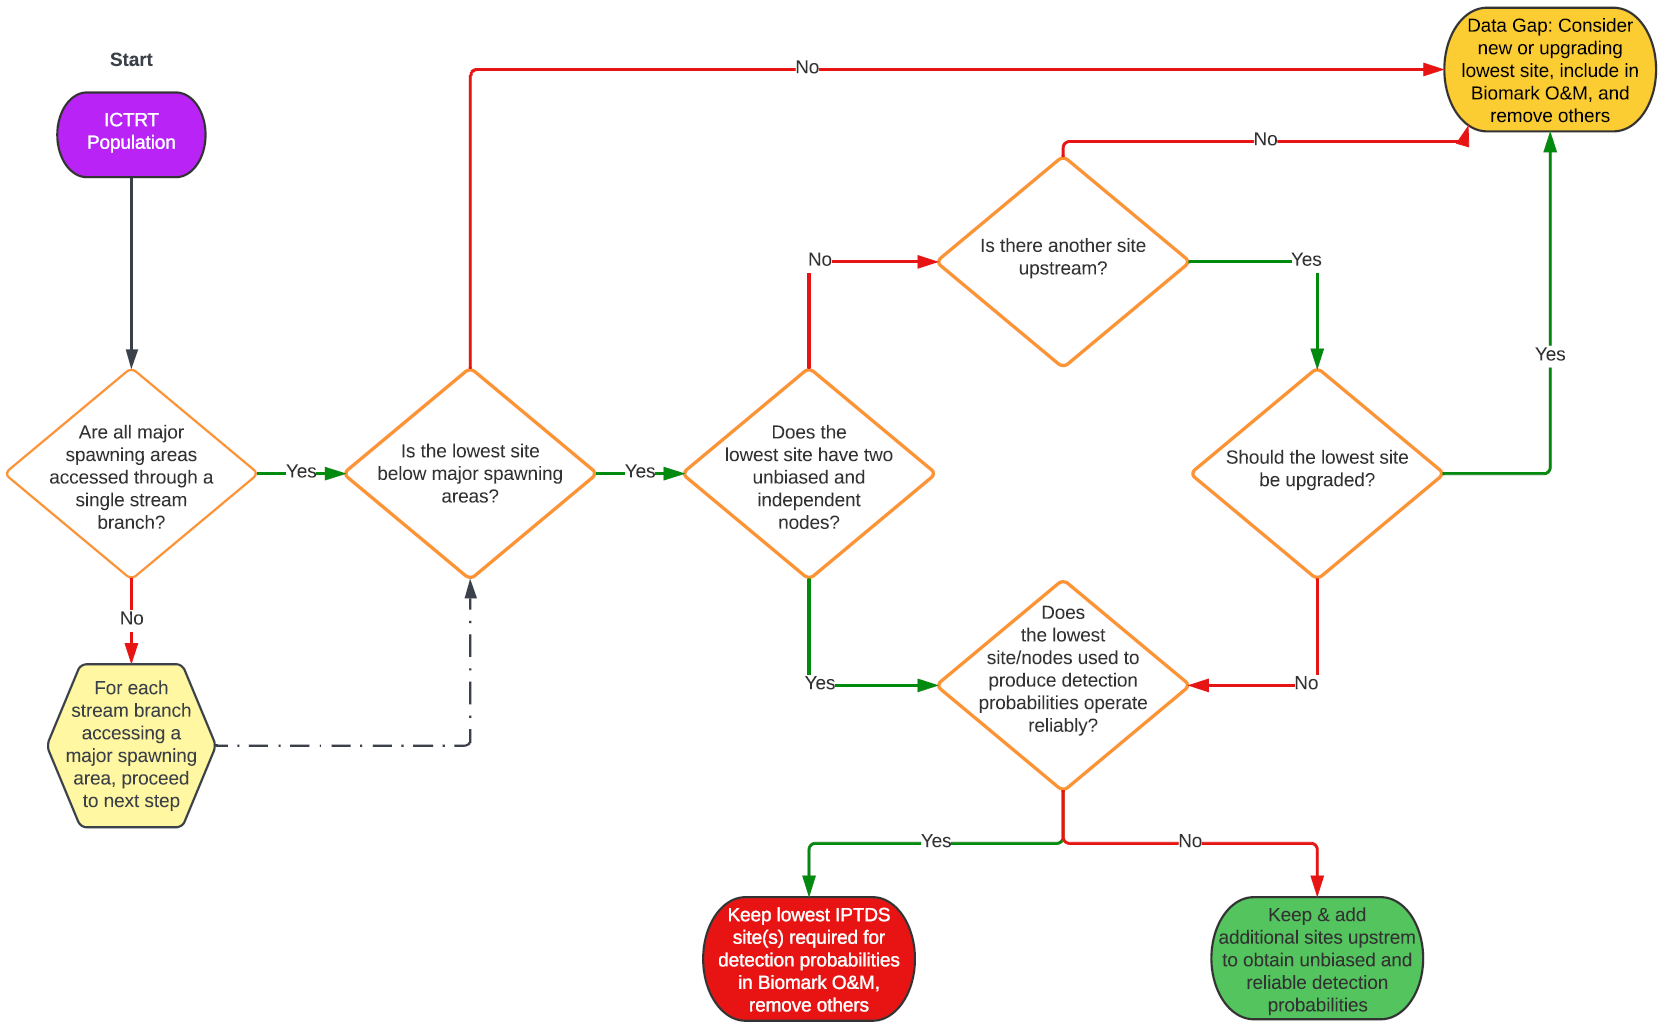 Start
ICTRT
Population
Are all major
spawning areas
accessed through a
single stream
branch?
Yes
No
For each
stream branch
accessing a
major spawning
area, proceed
to next step
Is the lowest site
below major spawning
areas?
No
Yes
Does the
lowest site have two
unbiased and
independent
nodes?
No
Yes
Is there another site
upstream?
No
Yes
Should the lowest site
be upgraded?
Yes
No
Data Gap: Consider
new or upgrading
lowest site, include in
Biomark O&M, and
remove others
Does
the lowest
site/nodes used to
produce detection
probabilities operate
reliably?
Yes
No
Keep lowest IPTDS
site(s) required for
detection probabilities
in Biomark O&M,
remove others
Keep & add
additional sites upstrem
to obtain unbiased and
reliable detection
probabilities